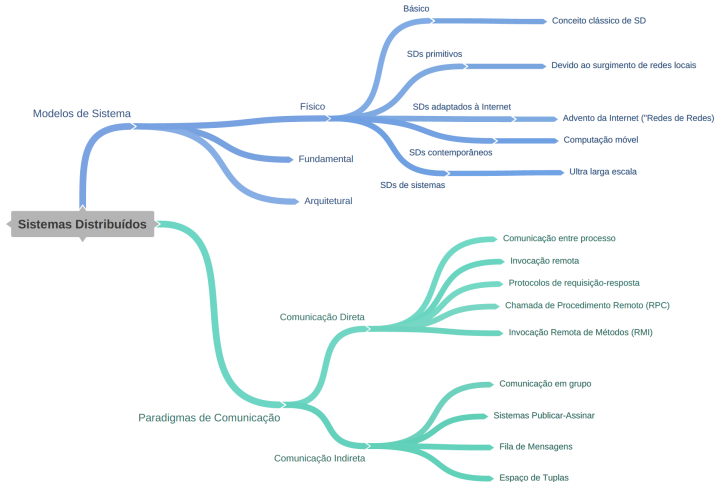 Básico
Conceito clássico de SD
SDs primitivos
Devido ao surgimento de redes locais
Modelos de Sistema
Físico
SDs adaptados à Internet
Advento da Internet ("Redes de Redes)
SDs contemporâneos
Computação móvel
SDs de sistemas
Ultra larga escala
Fundamental
Arquitetural
Sistemas Distribuídos
Comunicação Direta
Comunicação entre processo
Invocação remota
Protocolos de requisição-resposta
Chamada de Procedimento Remoto (RPC)
Invocação Remota de Métodos (RMI)
Paradigmas de Comunicação
Comunicação Indireta
Comunicação em grupo
Sistemas Publicar-Assinar
Fila de Mensagens
Espaço de Tuplas